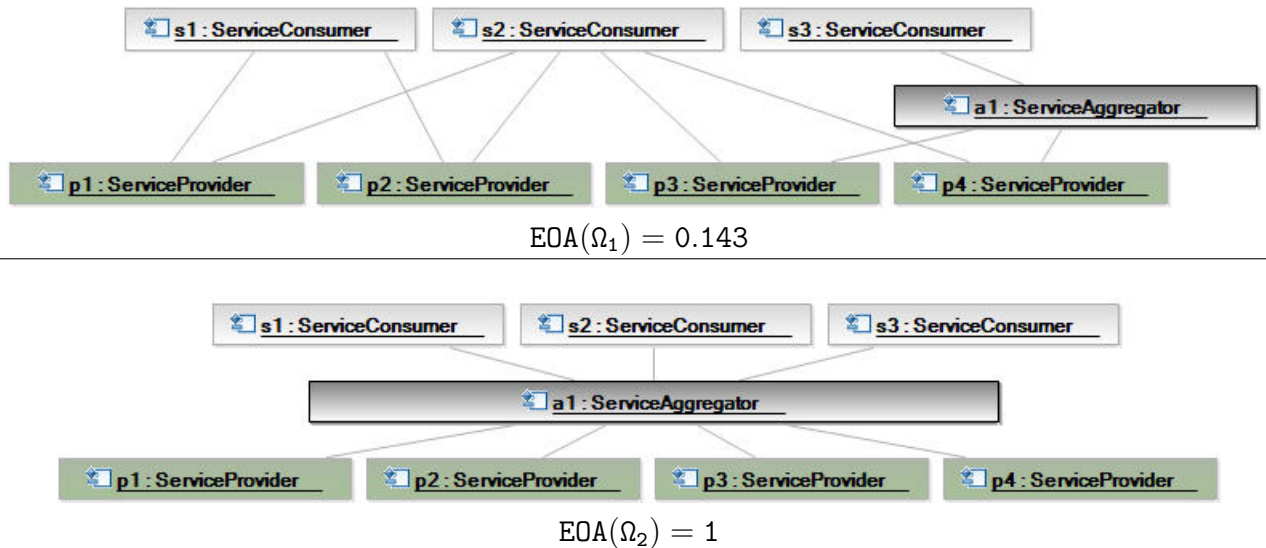 s1 : ServiceConsumer s2 : ServiceConsumer s3 : ServiceConsumer
a1 : ServiceAggregator
p1 : ServiceProvider p2 : ServiceProvider p3 : ServiceProvider p4 : ServiceProvider
EOA(Ω₁) = 0.143
s1 : ServiceConsumer s2 : ServiceConsumer s3 : ServiceConsumer
a1 : ServiceAggregator
p1 : ServiceProvider p2 : ServiceProvider p3 : ServiceProvider p4 : ServiceProvider
EOA(Ω₂) = 1